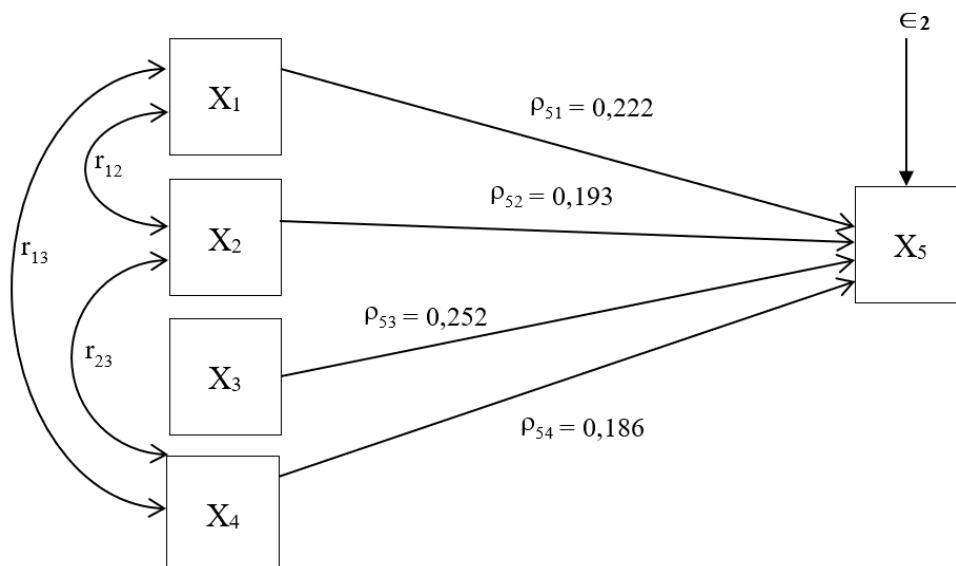 ∈₂
X₁
ρ₅₁ = 0,222
r₁₂
ρ₅₂ = 0,193
X₂
X₅
r₁₃
ρ₅₃ = 0,252
r₂₃
X₃
ρ₅₄ = 0,186
X₄